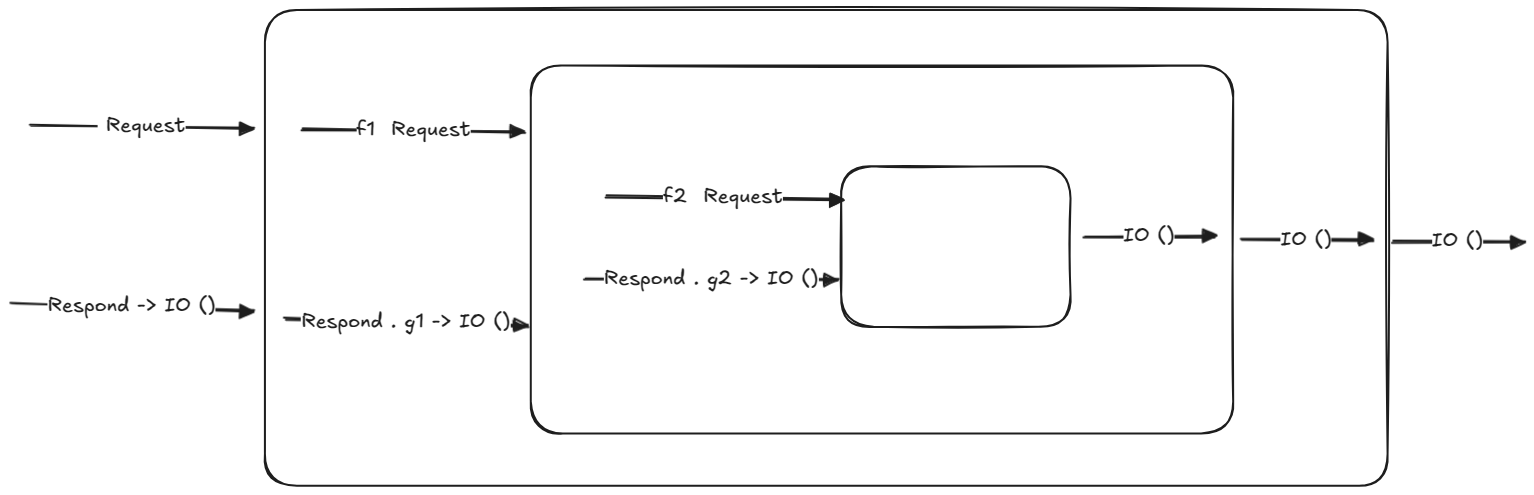 Request
f1 Request
f2 Request
IO ()
IO ()
IO ()
Respond . g2 -> IO ()
Respond -> IO ()
Respond . g1 -> IO ()